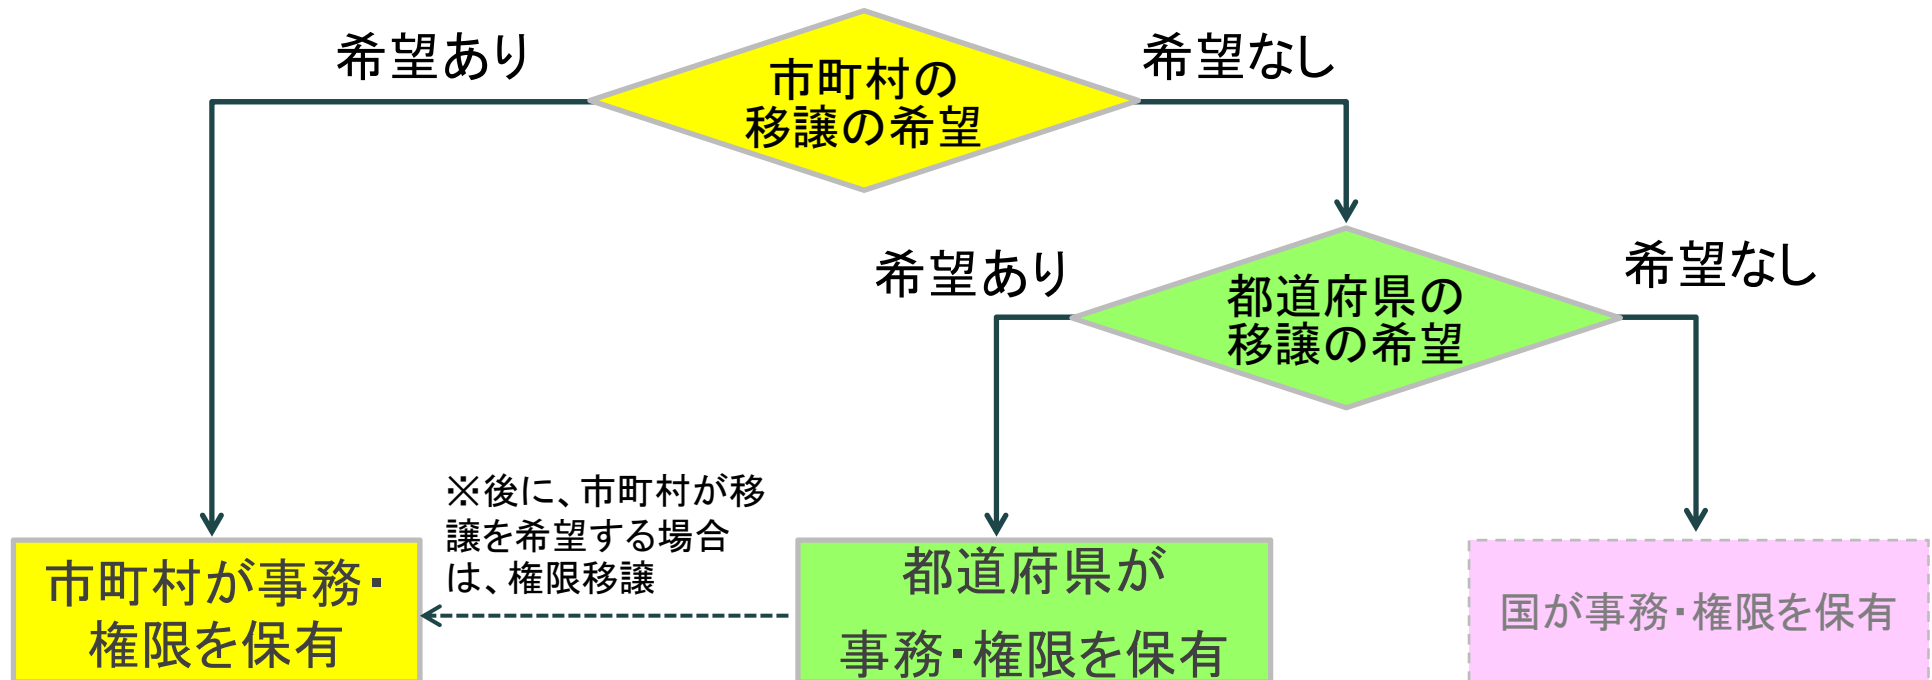 希望あり
市町村の
移譲の希望
希望なし
希望あり
都道府県の
移譲の希望
希望なし
※後に、市町村が移
譲を希望する場合
は、権限移譲
市町村が事務・
権限を保有
都道府県が
事務・権限を保有
国が事務・権限を保有